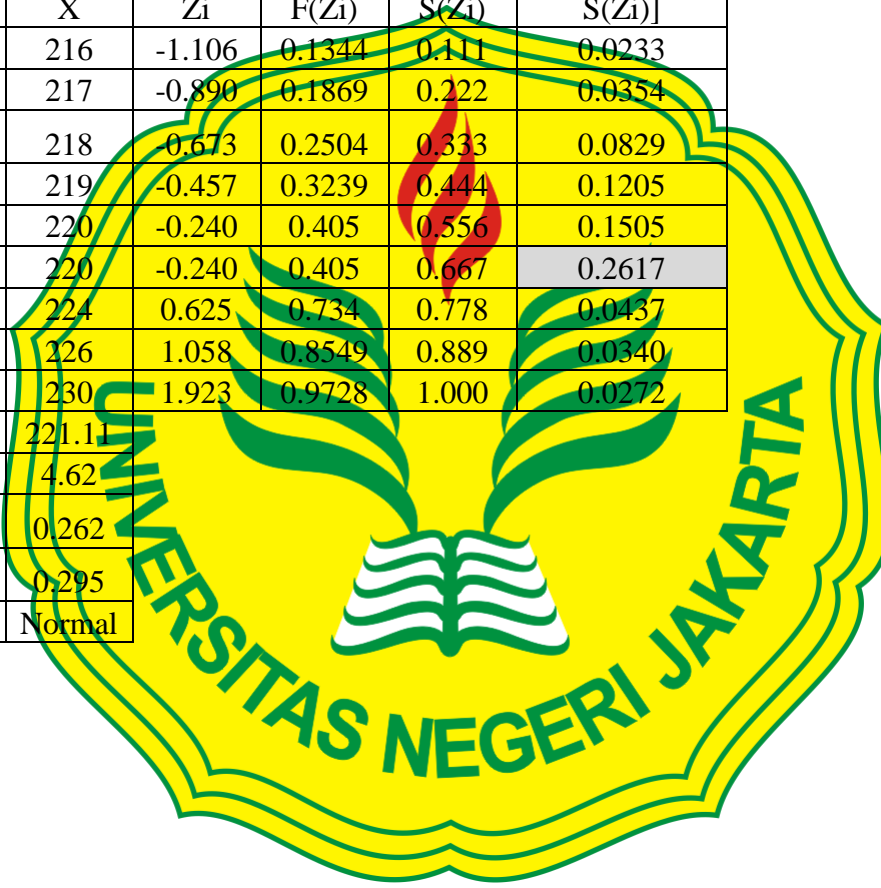 X Zi F(Zi) S(Zi) S(Zi)]
216 -1.106 0.1344 0.111 0.0233
217 -0.890 0.1869 0.222 0.0354
218 -0.673 0.2504 0.333 0.0829
219 -0.457 0.3239 0.444 0.1205
220 -0.240 0.405 0.556 0.1505
220 -0.240 0.405 0.667 0.2617
224 0.625 0.734 0.778 0.0437
226 1.058 0.8549 0.889 0.0340
230 1.923 0.9728 1.000 0.0272
221.11
4.62
0.262
0.295
Normal
UNIVERSITAS NEGERI JAKARTA